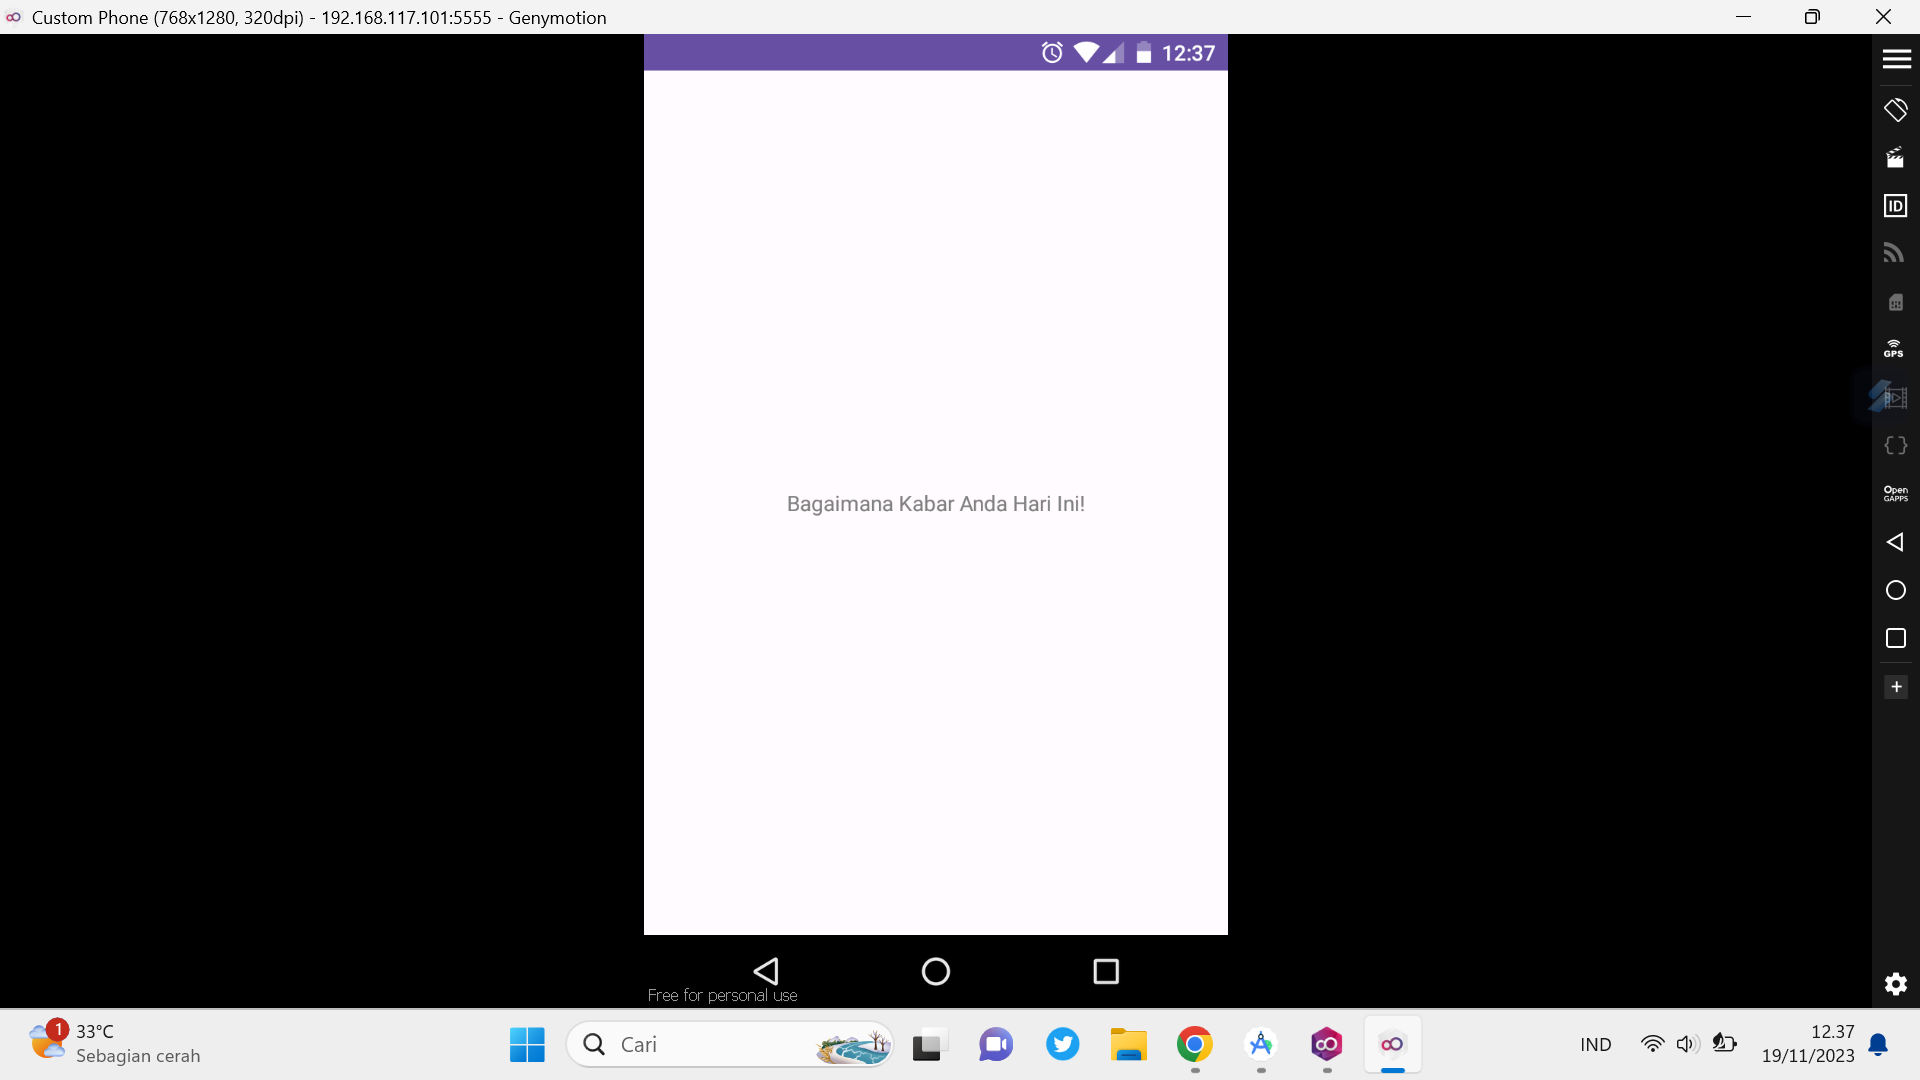 Custom Phone (768x1280, 320dpi) - 192.168.117.101:5555 - Genymotion
12:37
ID
GPS
Bagaimana Kabar Anda Hari Ini!
Open
GAPPS
Free for personal use
1
33°C
Sebagian cerah
Cari
IND
12.37
19/11/2023